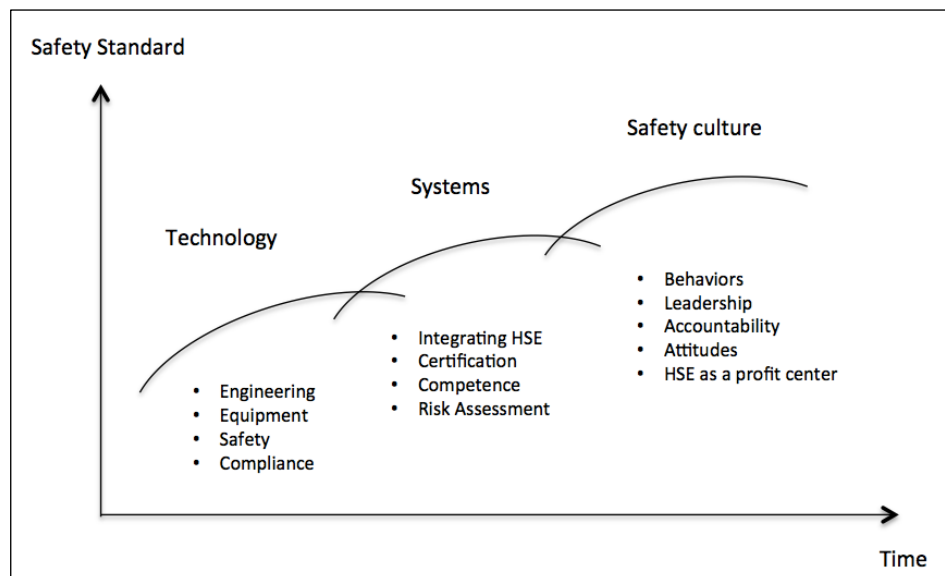 Safety Standard
Safety culture
Systems
Technology
• Engineering
• Equipment
• Safety
• Compliance
• Integrating HSE
• Certification
• Competence
• Risk Assessment
• Behaviors
• Leadership
• Accountability
• Attitudes
• HSE as a profit center
Time